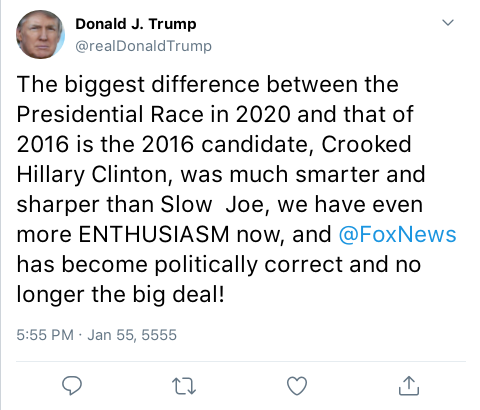 Donald J. Trump
@realDonaldTrump
The biggest difference between the
Presidential Race in 2020 and that of
2016 is the 2016 candidate, Crooked
Hillary Clinton, was much smarter and
sharper than Slow  Joe, we have even
more ENTHUSIASM now, and @FoxNews
has become politically correct and no
longer the big deal!
5:55 PM · Jan 55, 5555